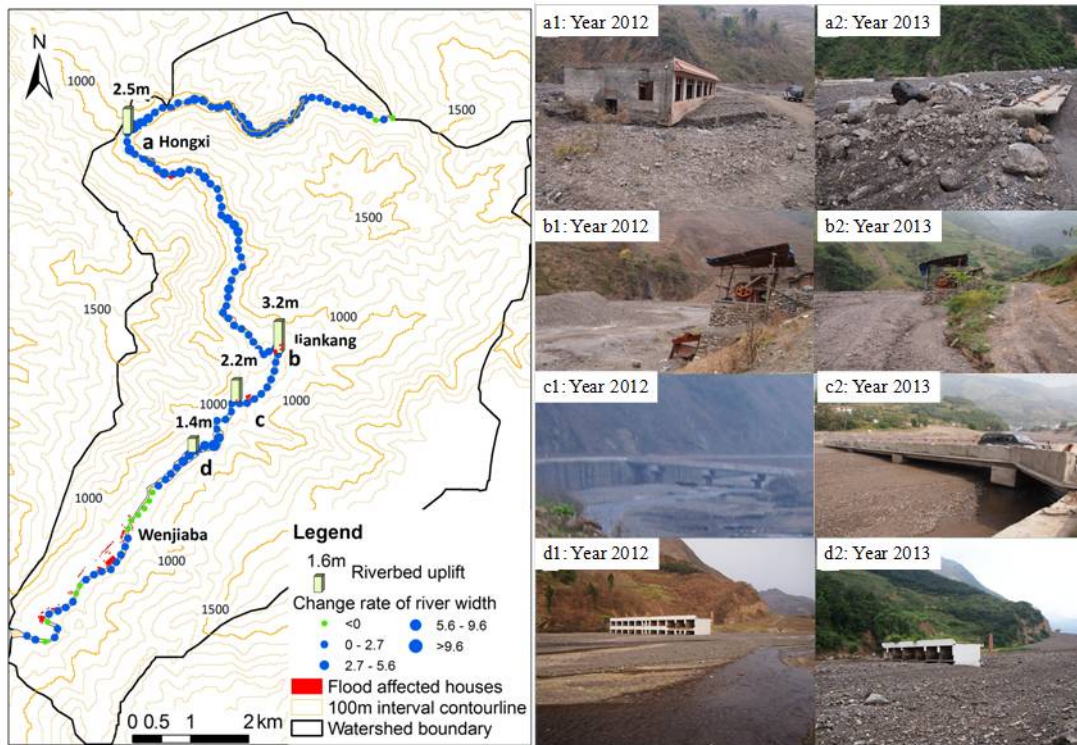 N
1000
1500
2.5m
a Hongxi
1500
1500
3.2m
1000
Jiankang
b
2.2m
1000
1000
c
1.4m
d
1000
Wenjiaba
1000
1500
Legend
1.6m
Riverbed uplift
Change rate of river width
<0
5.6 - 9.6
0 - 2.7
>9.6
2.7 - 5.6
Flood affected houses
100m interval contourline
Watershed boundary
0 0.5 1 2 km
a1: Year 2012
a2: Year 2013
b1: Year 2012
b2: Year 2013
c1: Year 2012
c2: Year 2013
d1: Year 2012
d2: Year 2013